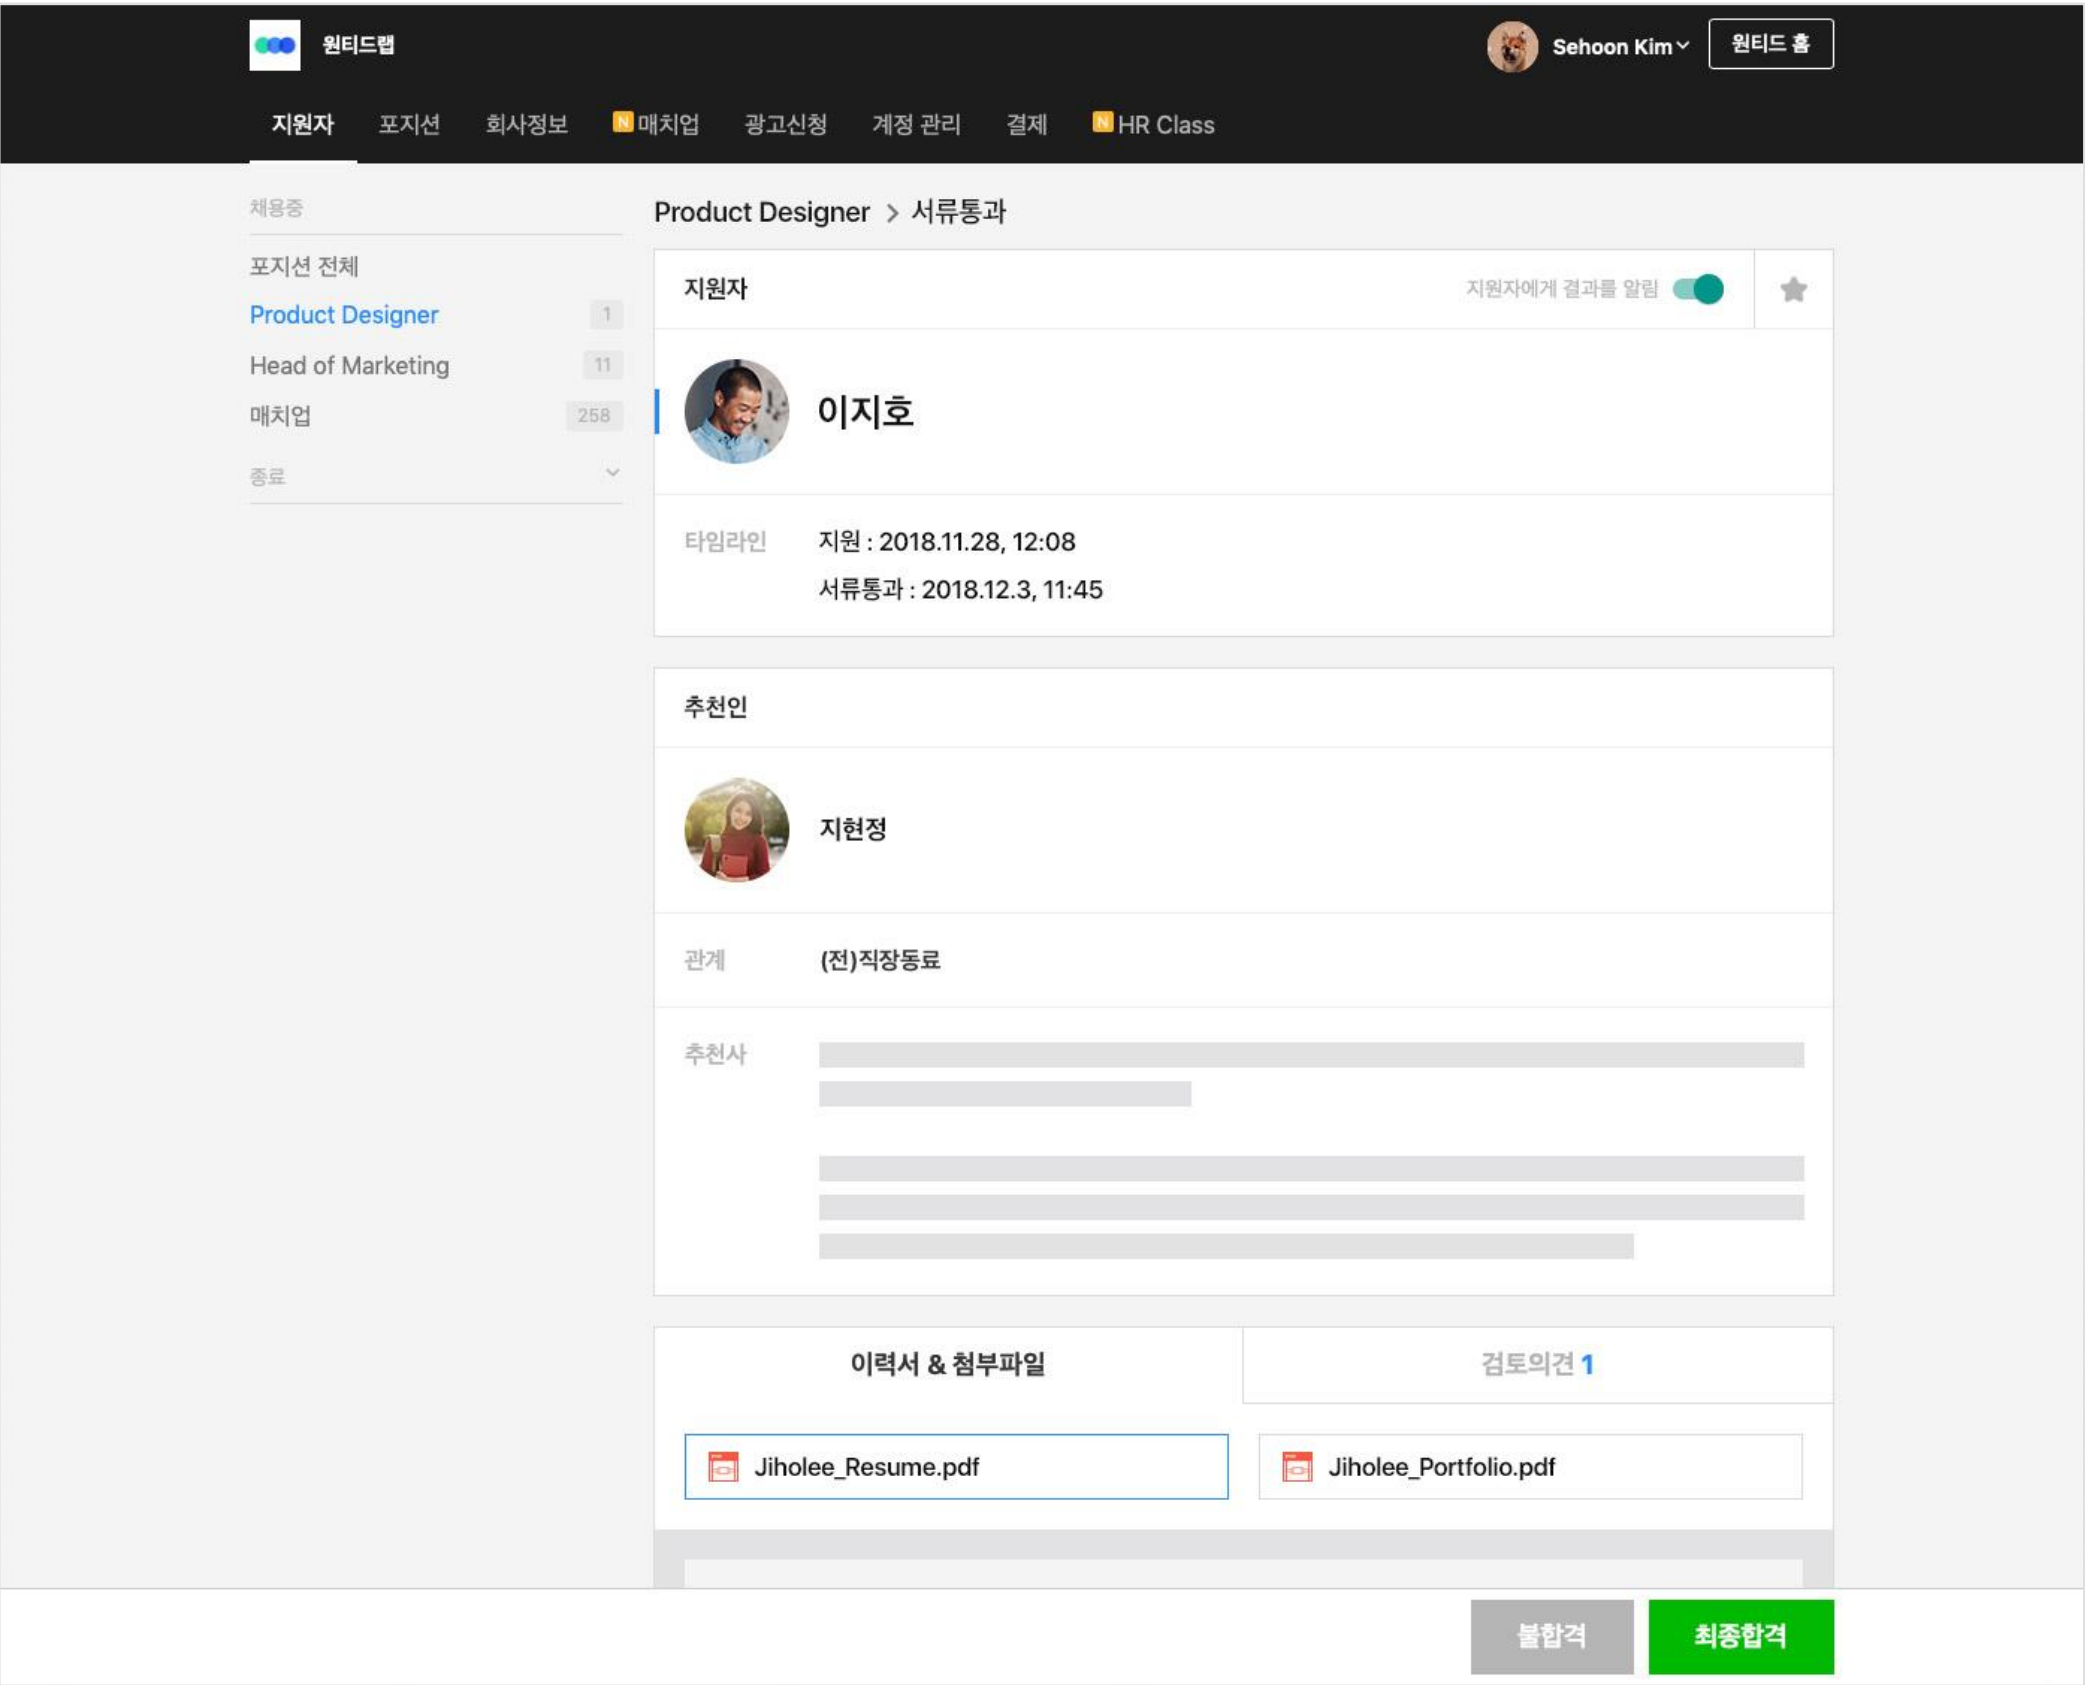 원티드랩
Sehoon Kim
원티드 홈
지원자
포지션
회사정보
N 매치업
광고신청
계정 관리
결제
N HR Class
채용중
포지션 전체
Product Designer 1
Head of Marketing 11
매치업 258
종료
Product Designer > 서류통과
지원자
지원자에게 결과를 알림
이지호
타임라인
지원 : 2018.11.28, 12:08
서류통과 : 2018.12.3, 11:45
추천인
지현정
관계
(전)직장동료
추천사
이력서 & 첨부파일
검토의견 1
Jiholee_Resume.pdf
Jiholee_Portfolio.pdf
불합격
최종합격